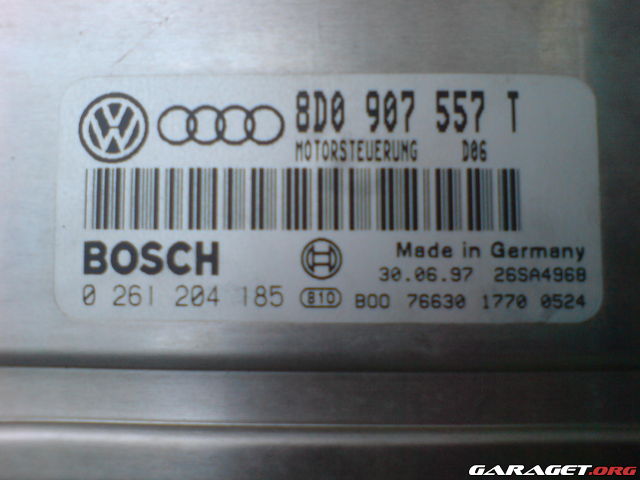 8D0 907 557 T
MOTORSTEUERUNG D06
BOSCH
Made in Germany
30.06.97 26SA4968
0 261 204 185 B10 B00 76630 1770 0524
GARAGET.ORG